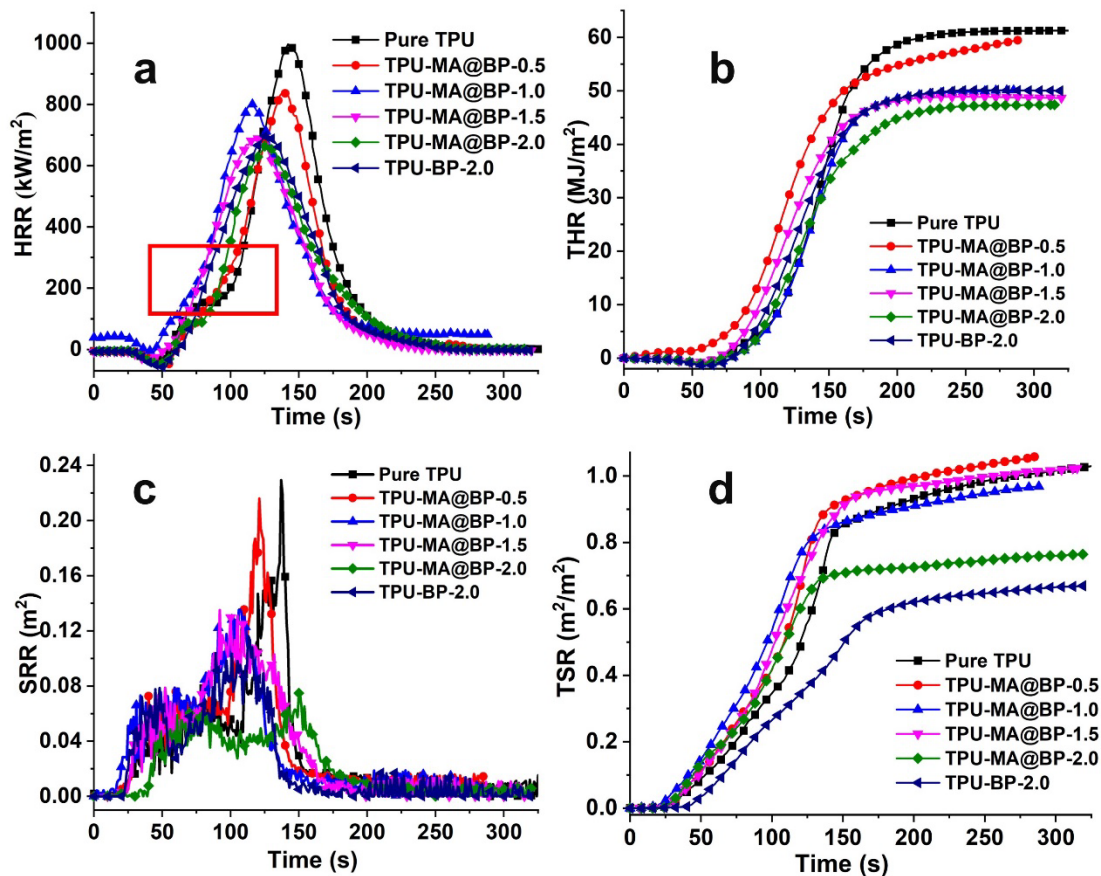 a
HRR (kW/m²)
1000
800
600
400
200
0
Pure TPU
TPU-MA@BP-0.5
TPU-MA@BP-1.0
TPU-MA@BP-1.5
TPU-MA@BP-2.0
TPU-BP-2.0
0 50 100 150 200 250 300
Time (s)
b
THR (MJ/m²)
60
50
40
30
20
10
0
Pure TPU
TPU-MA@BP-0.5
TPU-MA@BP-1.0
TPU-MA@BP-1.5
TPU-MA@BP-2.0
TPU-BP-2.0
0 50 100 150 200 250 300
Time (s)
c
SRR (m²)
0.24
0.20
0.16
0.12
0.08
0.04
0.00
Pure TPU
TPU-MA@BP-0.5
TPU-MA@BP-1.0
TPU-MA@BP-1.5
TPU-MA@BP-2.0
TPU-BP-2.0
0 50 100 150 200 250 300
Time (s)
d
TSR (m²/m²)
1.0
0.8
0.6
0.4
0.2
0.0
Pure TPU
TPU-MA@BP-0.5
TPU-MA@BP-1.0
TPU-MA@BP-1.5
TPU-MA@BP-2.0
TPU-BP-2.0
0 50 100 150 200 250 300
Time (s)